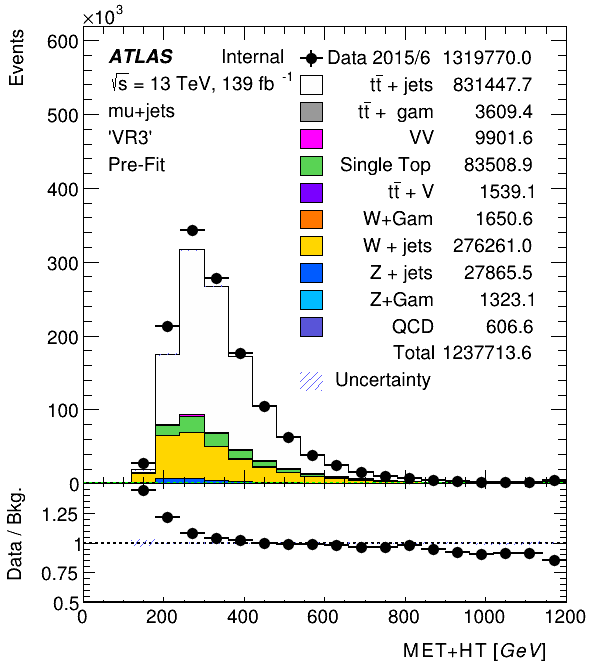 ×10³
Events
600
500
400
300
200
100
0
ATLAS Internal
√s = 13 TeV, 139 fb ⁻¹
mu+jets
'VR3'
Pre-Fit
Data 2015/6 1319770.0
tt̄ + jets 831447.7
tt̄ + gam 3609.4
VV 9901.6
Single Top 83508.9
tt̄ + V 1539.1
W+Gam 1650.6
W + jets 276261.0
Z + jets 27865.5
Z+Gam 1323.1
QCD 606.6
Total 1237713.6
Uncertainty
Data / Bkg.
1.25
1
0.75
0.5
0 200 400 600 800 1000 1200
MET+HT [GeV]